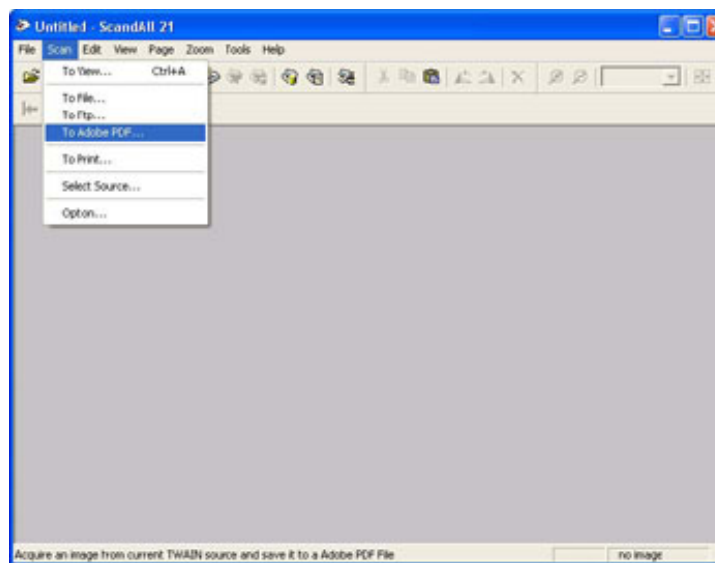 Untitled - ScandAll 21
File Scan Edit View Page Zoom Tools Help
To View... Ctrl+A
To File...
To Ftp...
To Adobe PDF...
To Print...
Select Source...
Opton...
Acquire an image from current TWAIN source and save it to a Adobe PDF File
no image